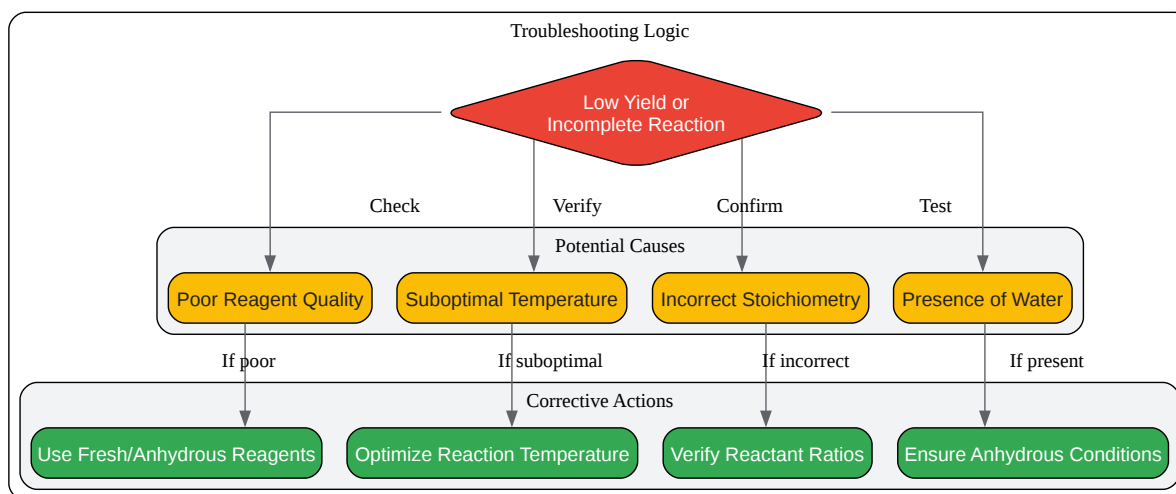 Troubleshooting Logic
Low Yield or
Incomplete Reaction
Check
Verify
Confirm
Test
Potential Causes
Poor Reagent Quality
Suboptimal Temperature
Incorrect Stoichiometry
Presence of Water
If poor
If suboptimal
If incorrect
If present
Corrective Actions
Use Fresh/Anhydrous Reagents
Optimize Reaction Temperature
Verify Reactant Ratios
Ensure Anhydrous Conditions